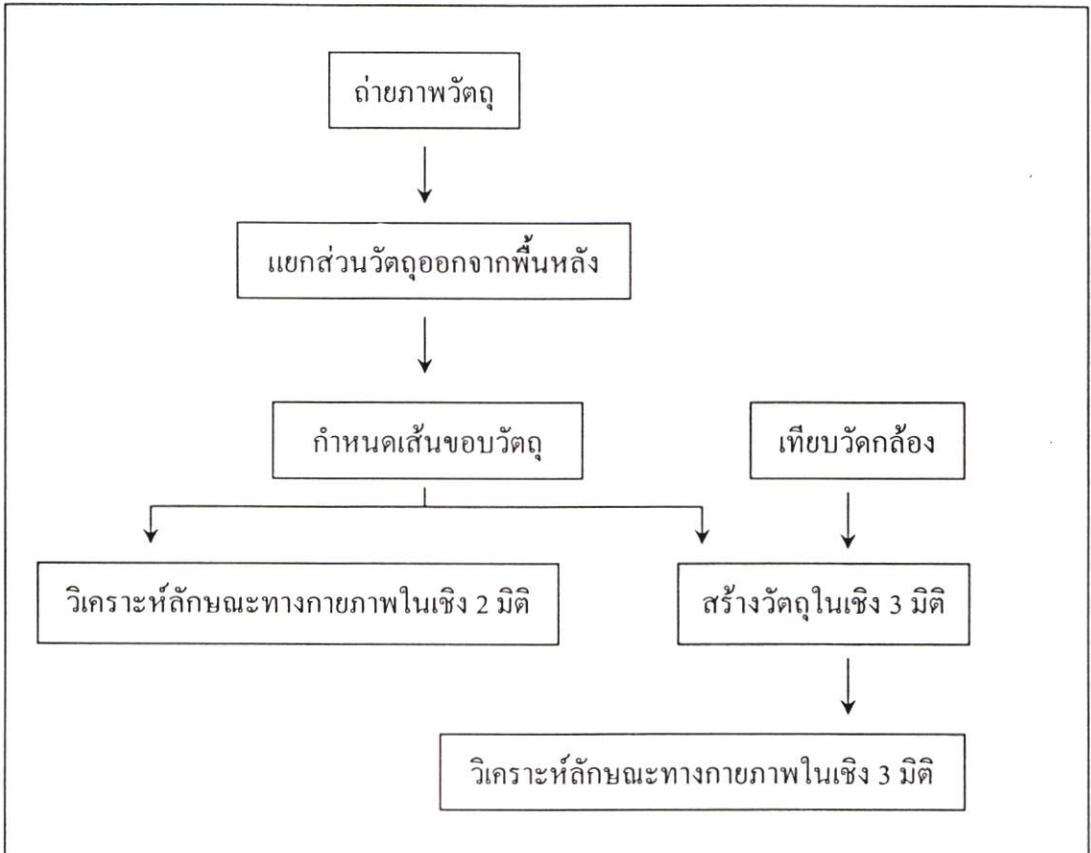 ถ่ายภาพวัตถุ
แยกส่วนวัตถุออกจากพื้นหลัง
กำหนดเส้นขอบวัตถุ
เทียบวัดกล้อง
วิเคราะห์ลักษณะทางกายภาพในเชิง 2 มิติ
สร้างวัตถุในเชิง 3 มิติ
วิเคราะห์ลักษณะทางกายภาพในเชิง 3 มิติ